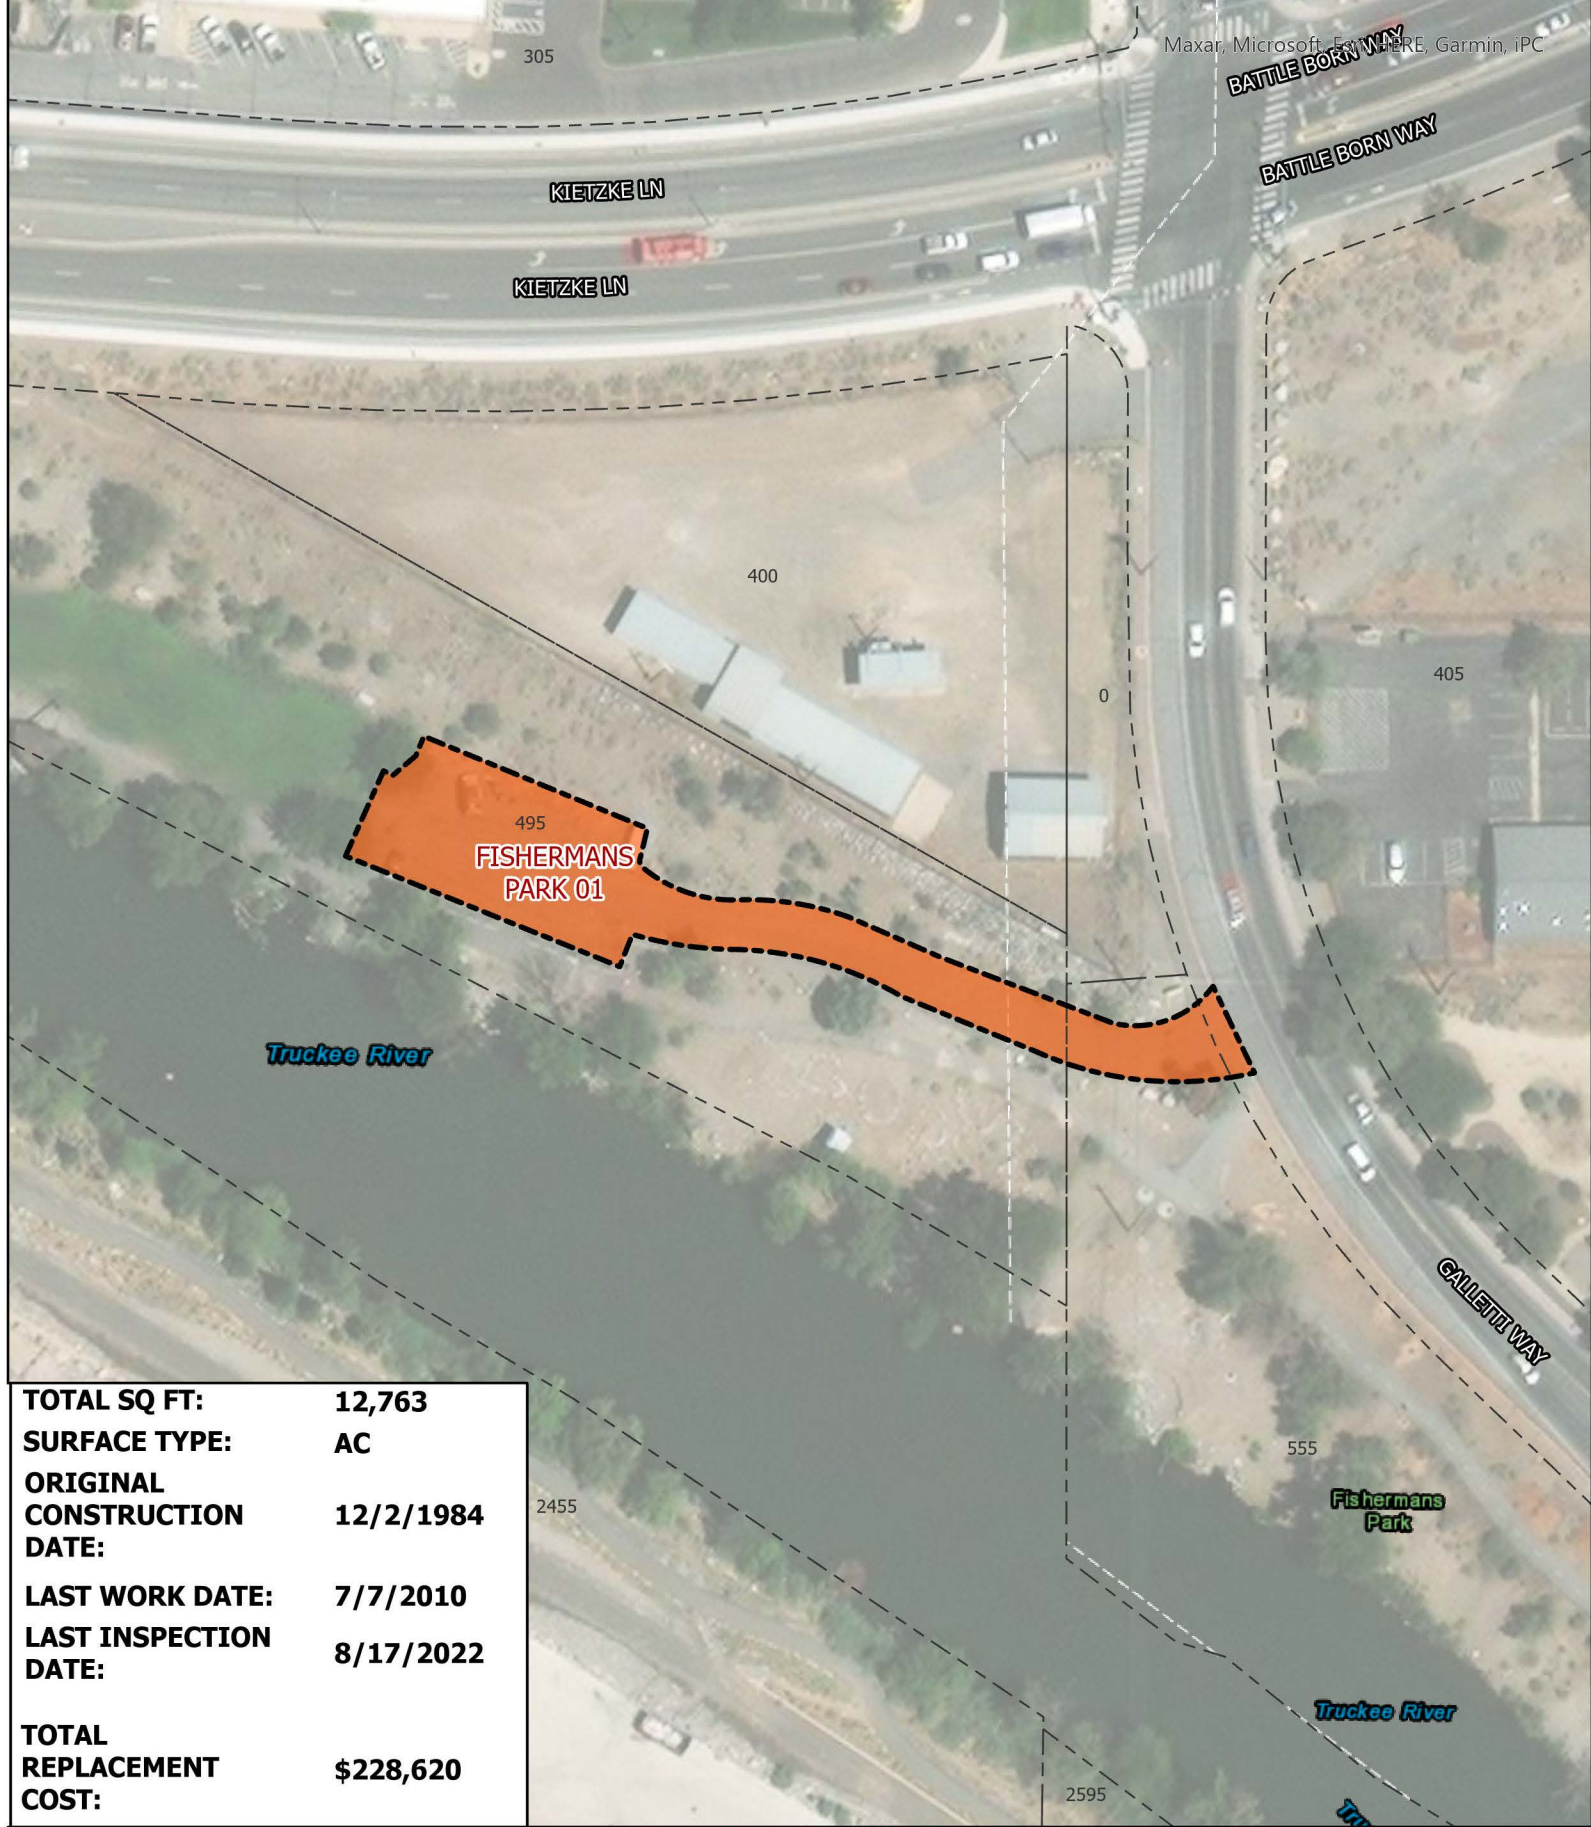 305
Maxar, Microsoft, Esri, HERE, Garmin, iPC
BATTLE BORN WAY
BATTLE BORN WAY
KIETZKE LN
KIETZKE LN
400
0
405
495
FISHERMANS
PARK 01
Truckee River
GALLETTI WAY
555
Fishermans
Park
2455
Truckee River
2595
TOTAL SQ FT: 12,763
SURFACE TYPE: AC
ORIGINAL
CONSTRUCTION 12/2/1984
DATE:
LAST WORK DATE: 7/7/2010
LAST INSPECTION
DATE: 8/17/2022
TOTAL
REPLACEMENT $228,620
COST: